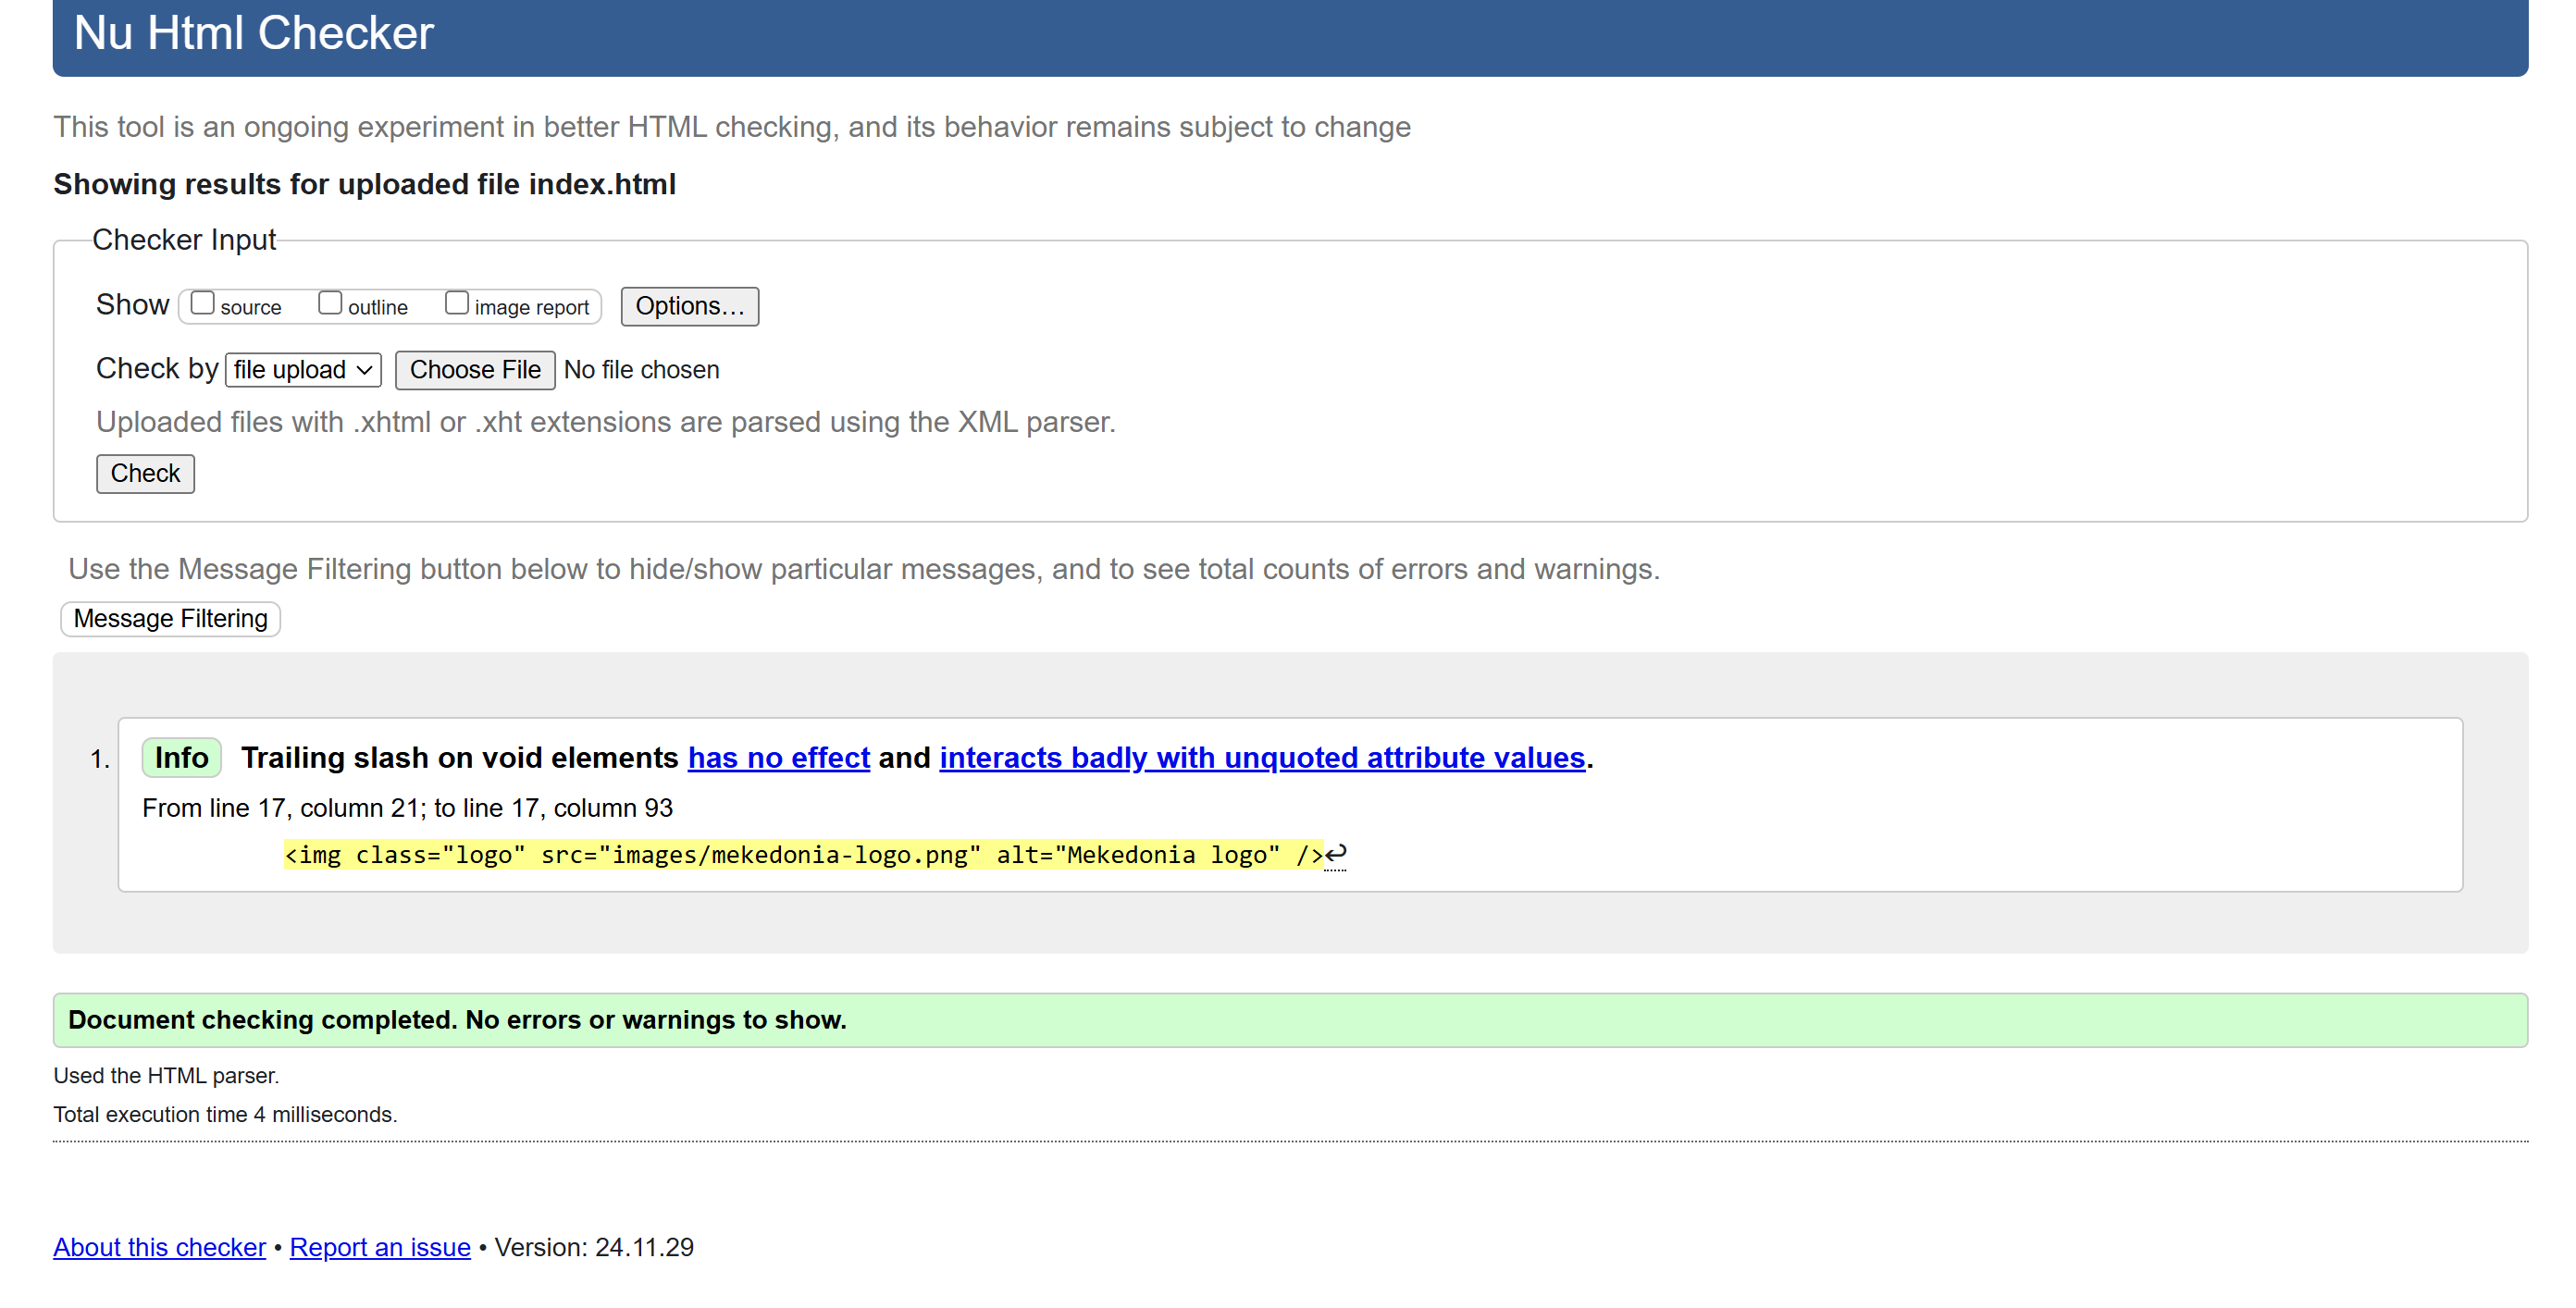 Nu Html Checker
This tool is an ongoing experiment in better HTML checking, and its behavior remains subject to change
Showing results for uploaded file index.html
Checker Input
Show source outline image report Options…
Check by file upload Choose File No file chosen
Uploaded files with .xhtml or .xht extensions are parsed using the XML parser.
Check
Use the Message Filtering button below to hide/show particular messages, and to see total counts of errors and warnings.
Message Filtering
1. Info Trailing slash on void elements has no effect and interacts badly with unquoted attribute values.
From line 17, column 21; to line 17, column 93
<img class="logo" src="images/mekedonia-logo.png" alt="Mekedonia logo" />↩
Document checking completed. No errors or warnings to show.
Used the HTML parser.
Total execution time 4 milliseconds.
About this checker • Report an issue • Version: 24.11.29